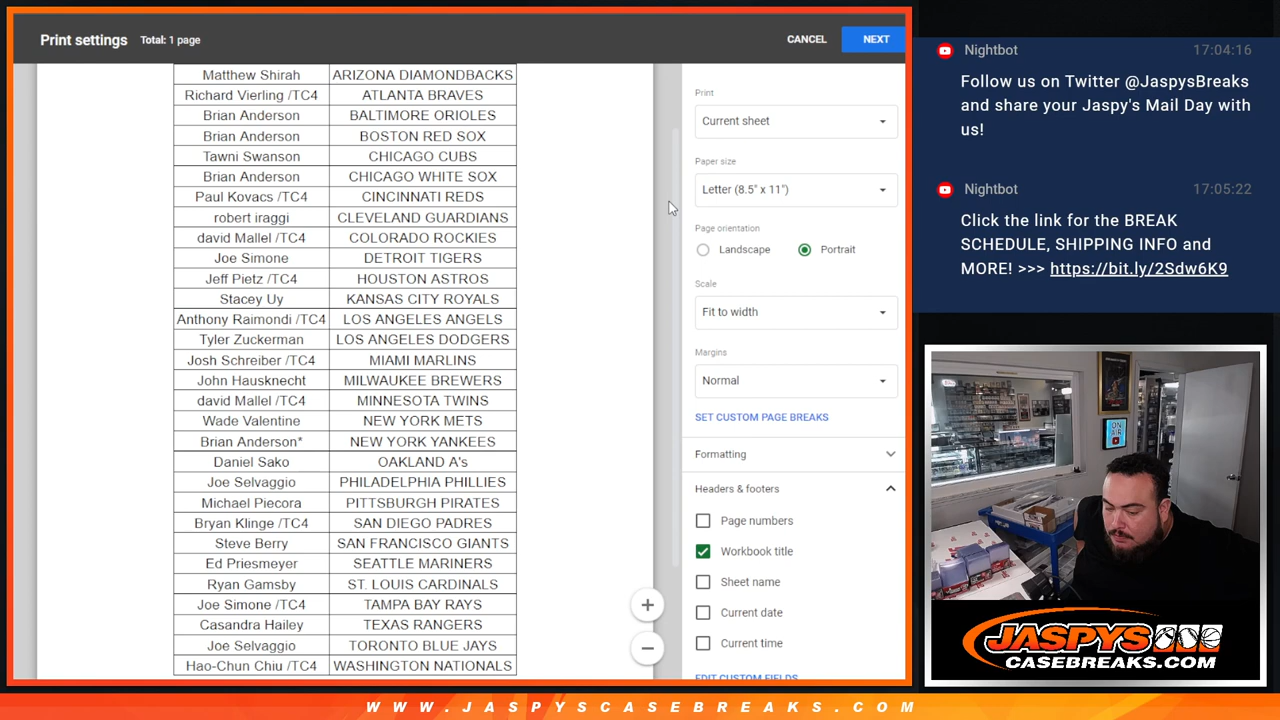 Print settings
Total: 1 page
CANCEL
NEXT
Matthew Shirah ARIZONA DIAMONDBACKS
Richard Vierling /TC4 ATLANTA BRAVES
Brian Anderson BALTIMORE ORIOLES
Brian Anderson BOSTON RED SOX
Tawni Swanson CHICAGO CUBS
Brian Anderson CHICAGO WHITE SOX
Paul Kovacs /TC4 CINCINNATI REDS
robert iraggi CLEVELAND GUARDIANS
david Mallel /TC4 COLORADO ROCKIES
Joe Simone DETROIT TIGERS
Jeff Pietz /TC4 HOUSTON ASTROS
Stacey Uy KANSAS CITY ROYALS
Anthony Raimondi /TC4 LOS ANGELES ANGELS
Tyler Zuckerman LOS ANGELES DODGERS
Josh Schreiber /TC4 MIAMI MARLINS
John Hausknecht MILWAUKEE BREWERS
david Mallel /TC4 MINNESOTA TWINS
Wade Valentine NEW YORK METS
Brian Anderson* NEW YORK YANKEES
Daniel Sako OAKLAND A's
Joe Selvaggio PHILADELPHIA PHILLIES
Michael Piecora PITTSBURGH PIRATES
Bryan Klinge /TC4 SAN DIEGO PADRES
Steve Berry SAN FRANCISCO GIANTS
Ed Priesmeyer SEATTLE MARINERS
Ryan Gamsby ST. LOUIS CARDINALS
Joe Simone /TC4 TAMPA BAY RAYS
Casandra Hailey TEXAS RANGERS
Joe Selvaggio TORONTO BLUE JAYS
Hao-Chun Chiu /TC4 WASHINGTON NATIONALS
Print
Current sheet
Paper size
Letter (8.5" x 11")
Page orientation
Landscape
Portrait
Scale
Fit to width
Margins
Normal
SET CUSTOM PAGE BREAKS
Formatting
Headers & footers
Page numbers
Workbook title
Sheet name
Current date
Current time
EDIT CUSTOM FIELDS
Nightbot 17:04:16
Follow us on Twitter @JaspysBreaks
and share your Jaspy's Mail Day with
us!
Nightbot 17:05:22
Click the link for the BREAK
SCHEDULE, SHIPPING INFO and
MORE! >>> https://bit.ly/2Sdw6K9
ON AIR
JASPYS
CASEBREAKS.COM
WWW.JASPYSCASEBREAKS.COM